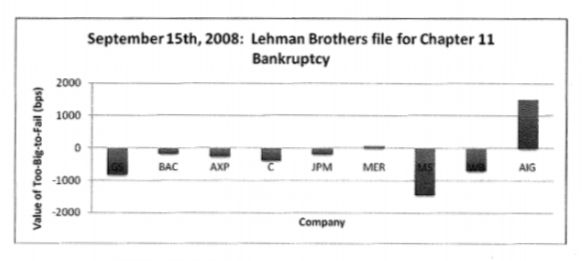 September 15th, 2008: Lehman Brothers file for Chapter 11
Bankruptcy
Value of Too-Big-to-Fail (bps)
2000
1000
0
-1000
-2000
GS BAC AXP C JPM MER MS WB AIG
Company